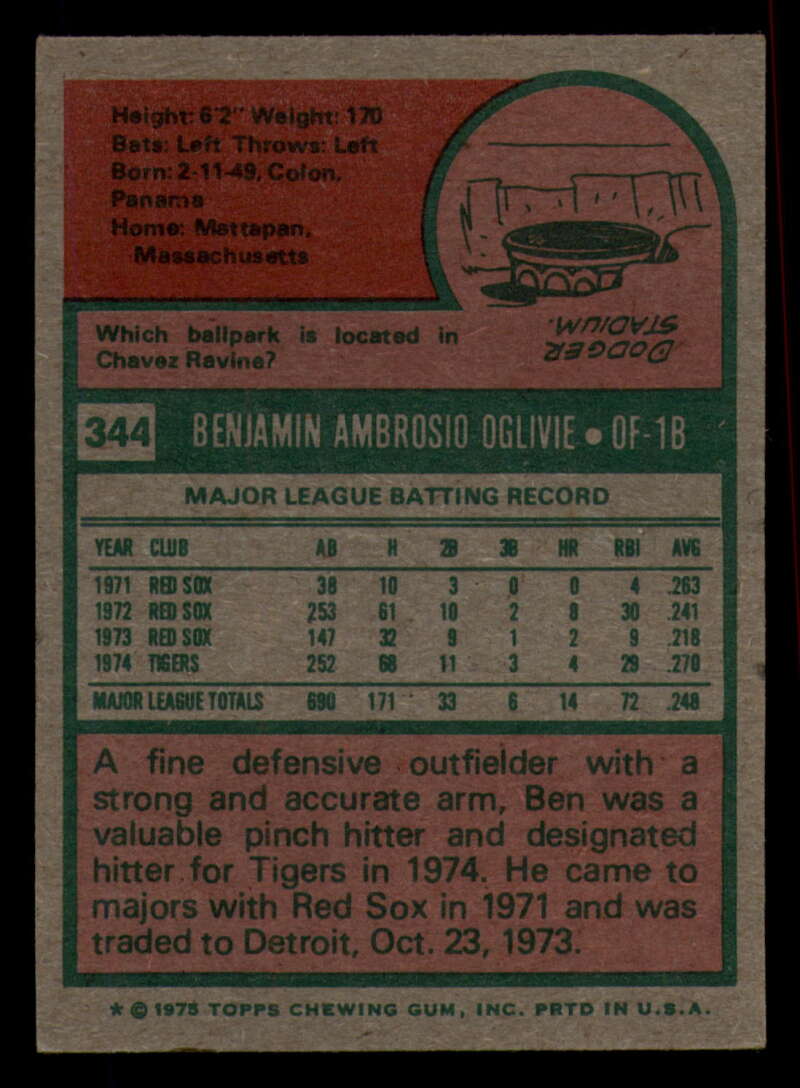 Height: 6'2" Weight: 170
Bats: Left Throws: Left
Born: 2-11-49, Colon,
Panama
Home: Mattapan,
Massachusetts
Which ballpark is located in
Chavez Ravine?
DODGER
STADIUM.
344 BENJAMIN AMBROSIO OGLIVIE • OF-1B
MAJOR LEAGUE BATTING RECORD
YEAR CLUB AB H 2B 3B HR RBI AVG
1971 RED SOX 38 10 3 0 0 4 .263
1972 RED SOX 253 61 10 2 8 30 .241
1973 RED SOX 147 32 9 1 2 9 .218
1974 TIGERS 252 68 11 3 4 29 .270
MAJOR LEAGUE TOTALS 690 171 33 6 14 72 .248
A fine defensive outfielder with a
strong and accurate arm, Ben was a
valuable pinch hitter and designated
hitter for Tigers in 1974. He came to
majors with Red Sox in 1971 and was
traded to Detroit, Oct. 23, 1973.
* © 1975 TOPPS CHEWING GUM, INC. PRTD IN U.S.A.